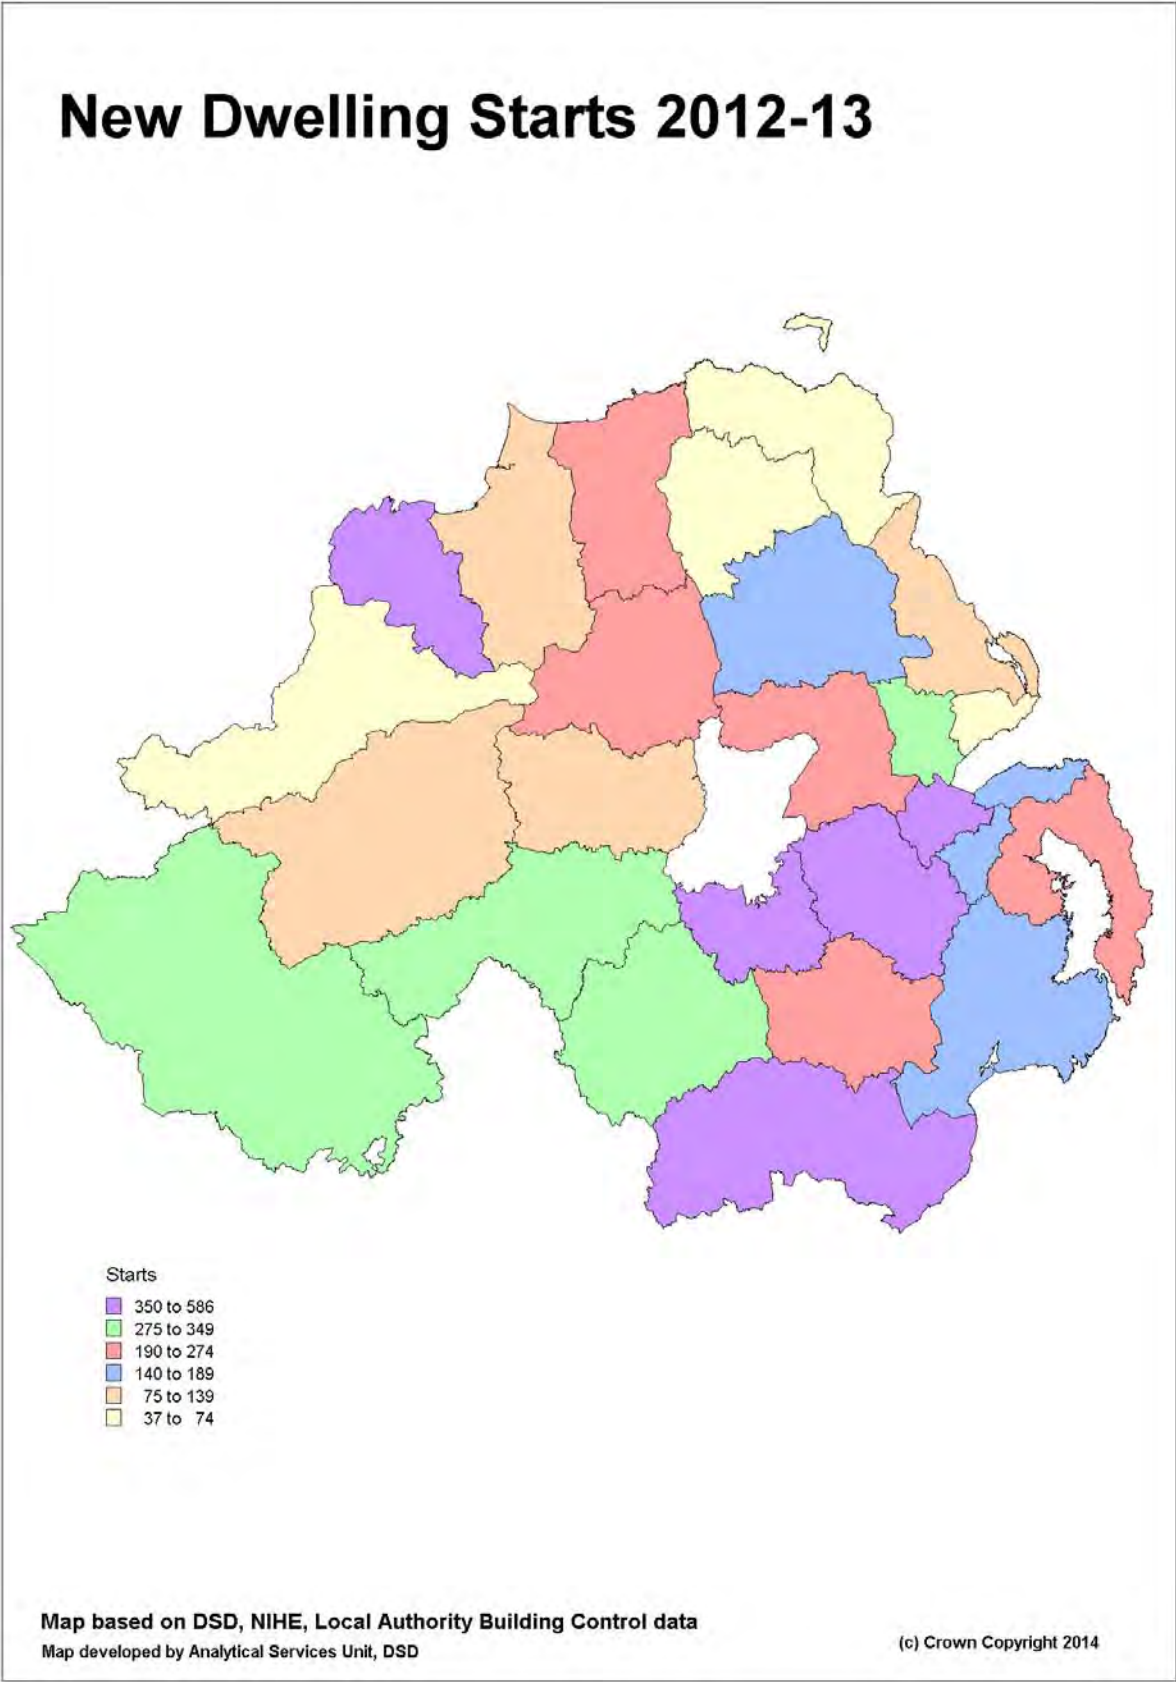 New Dwelling Starts 2012-13
Starts
350 to 586
275 to 349
190 to 274
140 to 189
75 to 139
37 to 74
Map based on DSD, NIHE, Local Authority Building Control data
Map developed by Analytical Services Unit, DSD
(c) Crown Copyright 2014